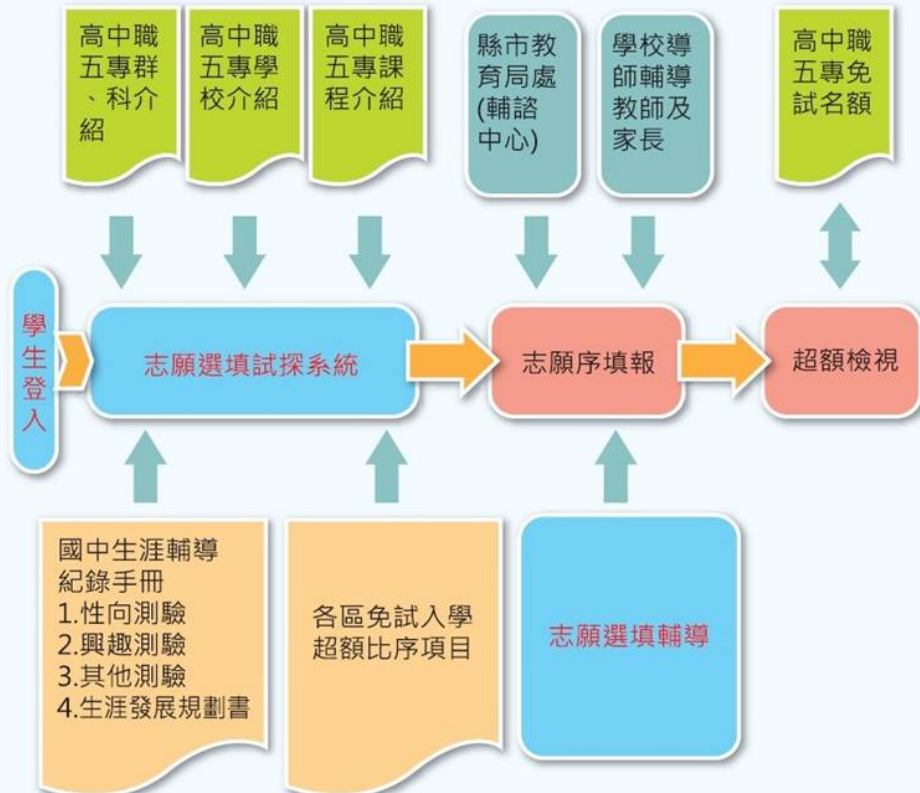 高中職
五專群
、科介
紹
高中職
五專學
校介紹
高中職
五專課
程介紹
縣市教
育局處
(輔諮
中心)
學校導
師輔導
教師及
家長
高中職
五專免
試名額
學生登入
志願選填試探系統
志願序填報
超額檢視
國中生涯輔導
紀錄手冊
1.性向測驗
2.興趣測驗
3.其他測驗
4.生涯發展規劃書
各區免試入學
超額比序項目
志願選填輔導